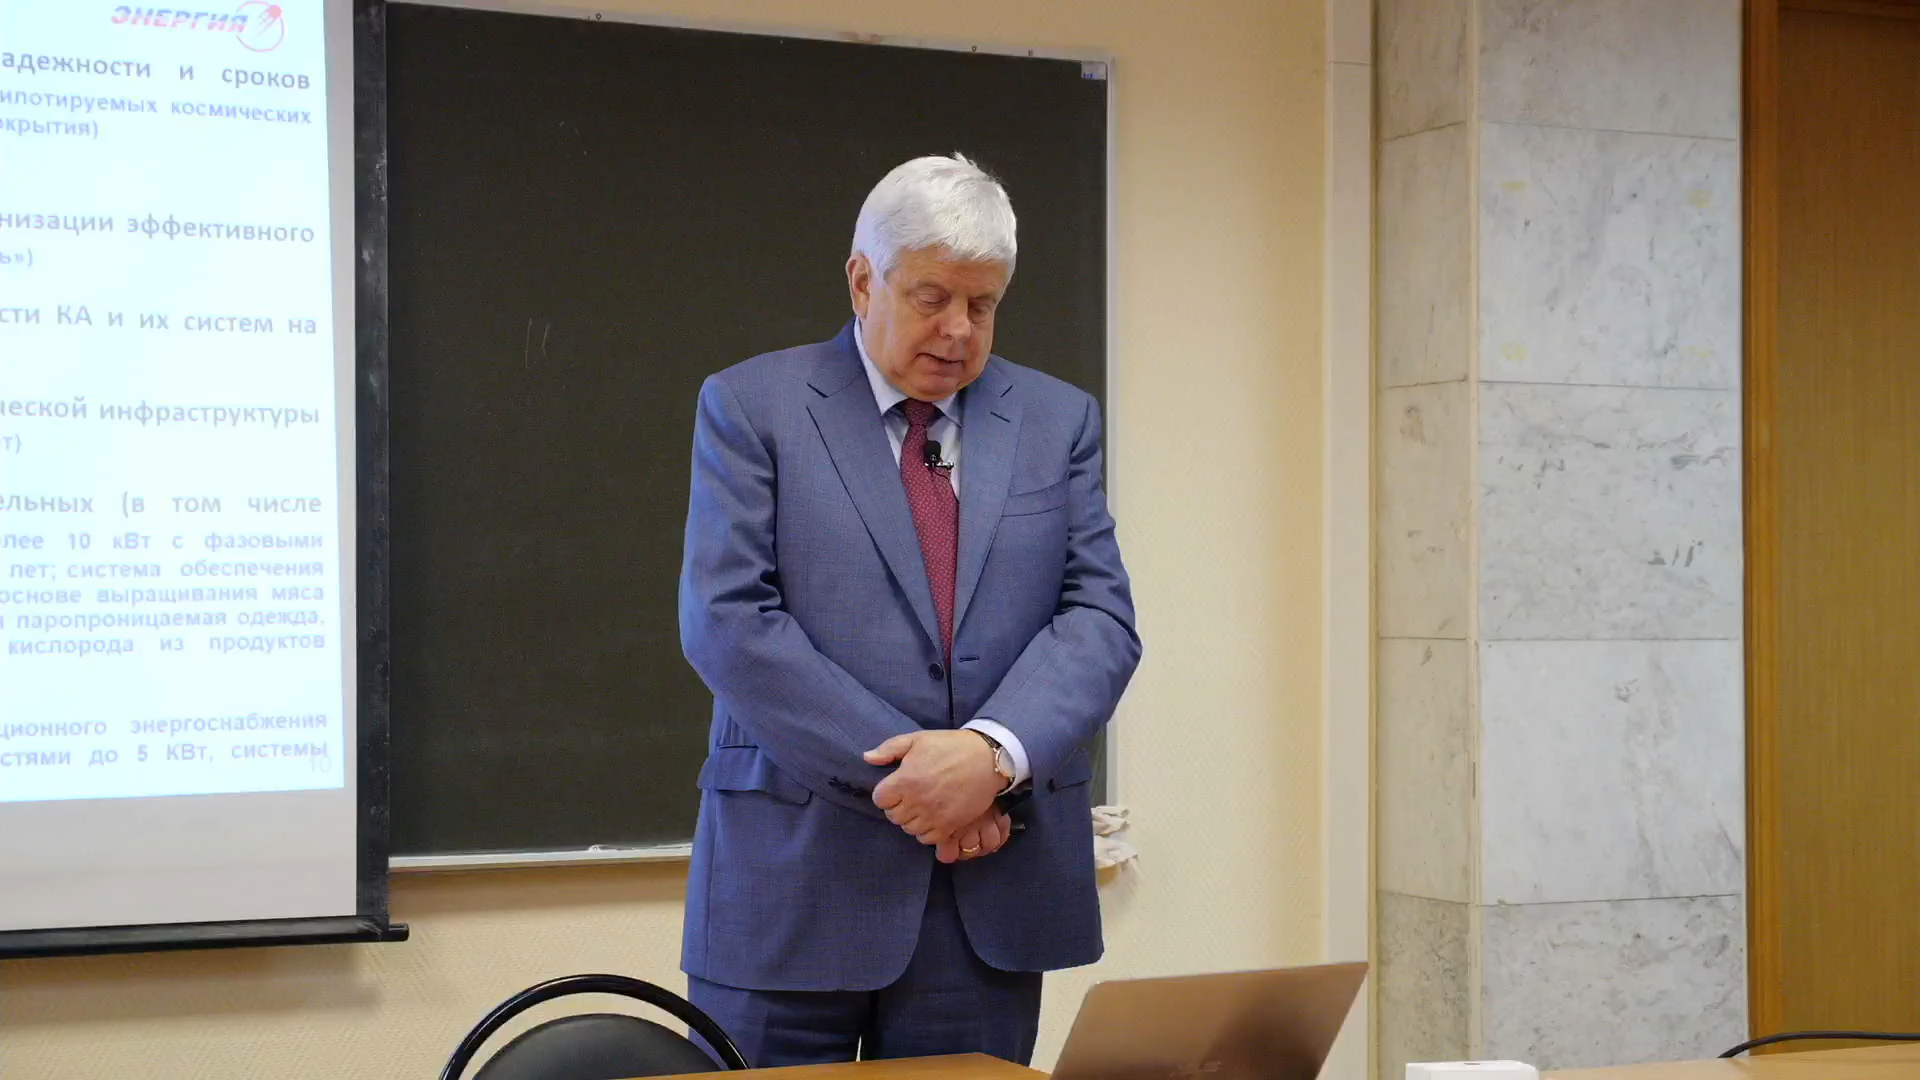 ЭНЕРГИЯ
адежности и сроков
илотируемых космических
окрытия)
низации эффективного
ь»)
сти КА и их систем на
ческой инфраструктуры
т)
ельных (в том числе
лее 10 кВт с фазовыми
лет; система обеспечения
основе выращивания мяса
я паропроницаемая одежда,
кислорода из продуктов
ционного энергоснабжения
стями до 5 КВт, системы
10